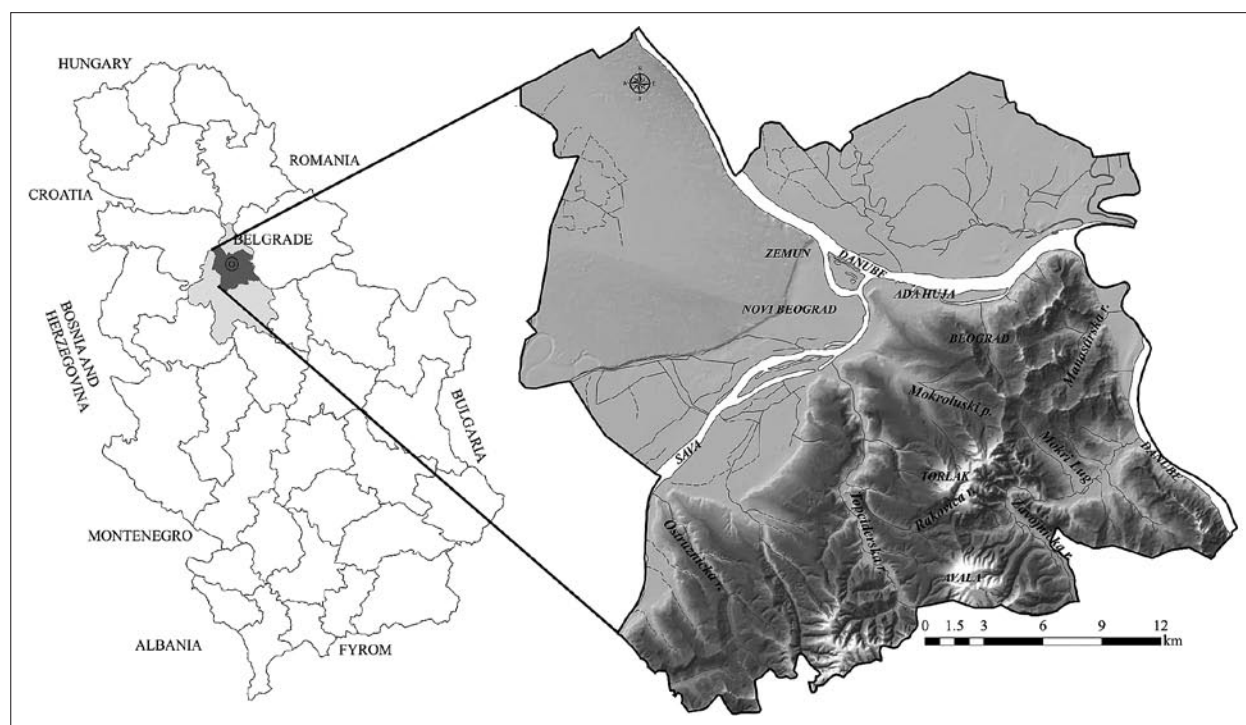 HUNGARY
ROMANIA
CROATIA
BELGRADE
BOSNIA AND
HERZEGOVINA
BULGARIA
MONTENEGRO
ALBANIA
FYROM
N
W E
S
ZEMUN
DANUBE
NOVI BEOGRAD
ADA HUJA
BEOGRAD
Mokroluski p.
Mokri Lug
DANUBE
SAVA
TORLAK
Rakovica
Topciderska r.
Ostruznicka r.
AVALA
0 1.5 3 6 9 12
km